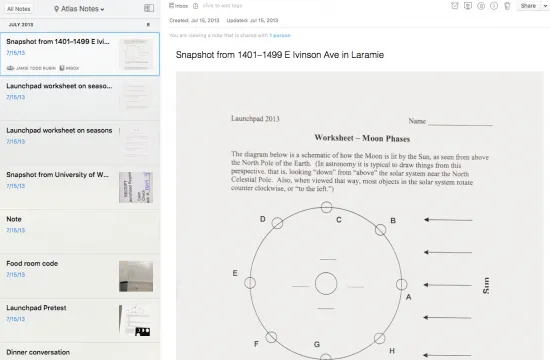 All Notes
Atlas Notes
JULY 2013
8
Snapshot from 1401–1499 E Ivi...
7/15/13
JAMIE TODD RUBIN
INBOX
Launchpad worksheet on seaso...
7/15/13
Launchpad worksheet on seasons
7/15/13
Snapshot from University of W...
7/15/13
Note
7/15/13
Food room code
7/15/13
Launchpad Pretest
7/15/13
Dinner conversation
Inbox
click to add tags
Share
Created: Jul 15, 2013 Updated: Jul 15, 2013
You are viewing a note that is shared with 1 person
Snapshot from 1401–1499 E Ivinson Ave in Laramie
Launchpad 2013
Name
Worksheet – Moon Phases
The diagram below is a schematic of how the Moon is lit by the Sun, as seen from above
the North Pole of the Earth. (In astronomy it is typical to draw things from this
perspective, that is, looking “down” from “above” the solar system near the North
Celestial Pole. Also, when viewed that way, most objects in the solar system rotate
counter clockwise, or “to the left.”)
D
C
B
E
A
Sun
F
G
H